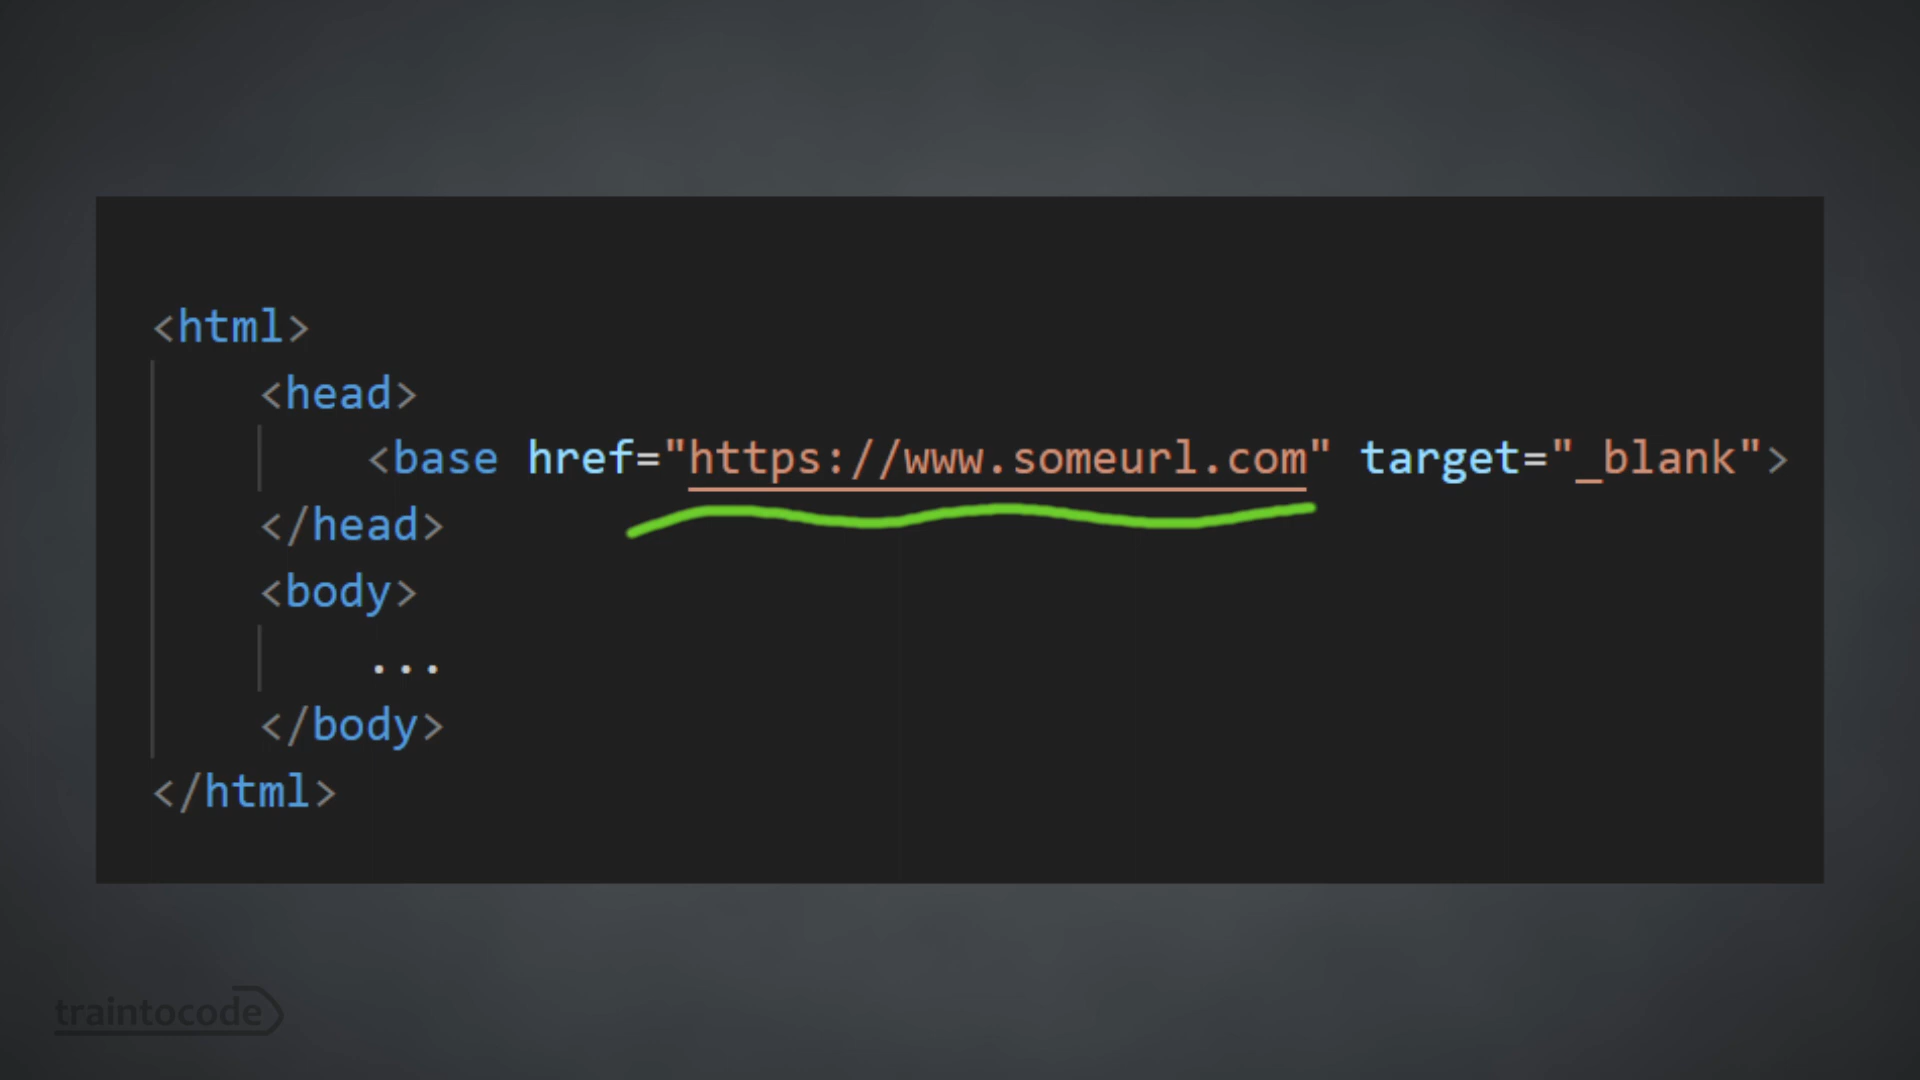 <html>
<head>
<base href="https://www.someurl.com" target="_blank">
</head>
<body>
...
</body>
</html>
traintocode